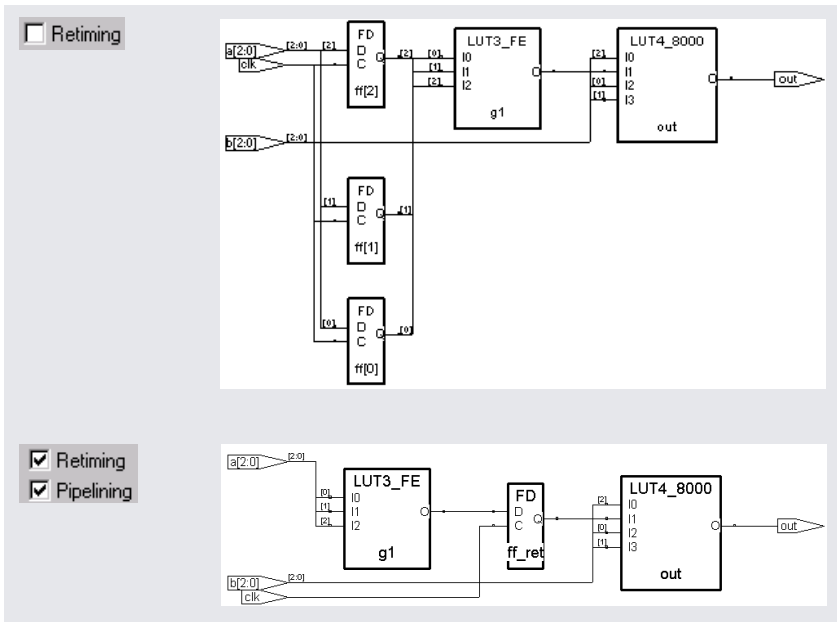 Retiming
a[2:0]
clk
[2:0]
[2]
FD
D
C
Q
ff[2]
[2]
[0]
[1]
[2]
LUT3_FE
I0
I1
I2
O
g1
[2]
[0]
[1]
LUT4_8000
I0
I1
I2
I3
O
out
out
b[2:0]
[2:0]
[1]
FD
D
C
Q
ff[1]
[1]
[0]
FD
D
C
Q
ff[0]
[0]
Retiming
Pipelining
a[2:0]
[2:0]
[0]
[1]
[2]
LUT3_FE
I0
I1
I2
O
g1
FD
D
C
Q
ff_ret
[2]
[0]
[1]
LUT4_8000
I0
I1
I2
I3
O
out
out
b[2:0]
[2:0]
clk